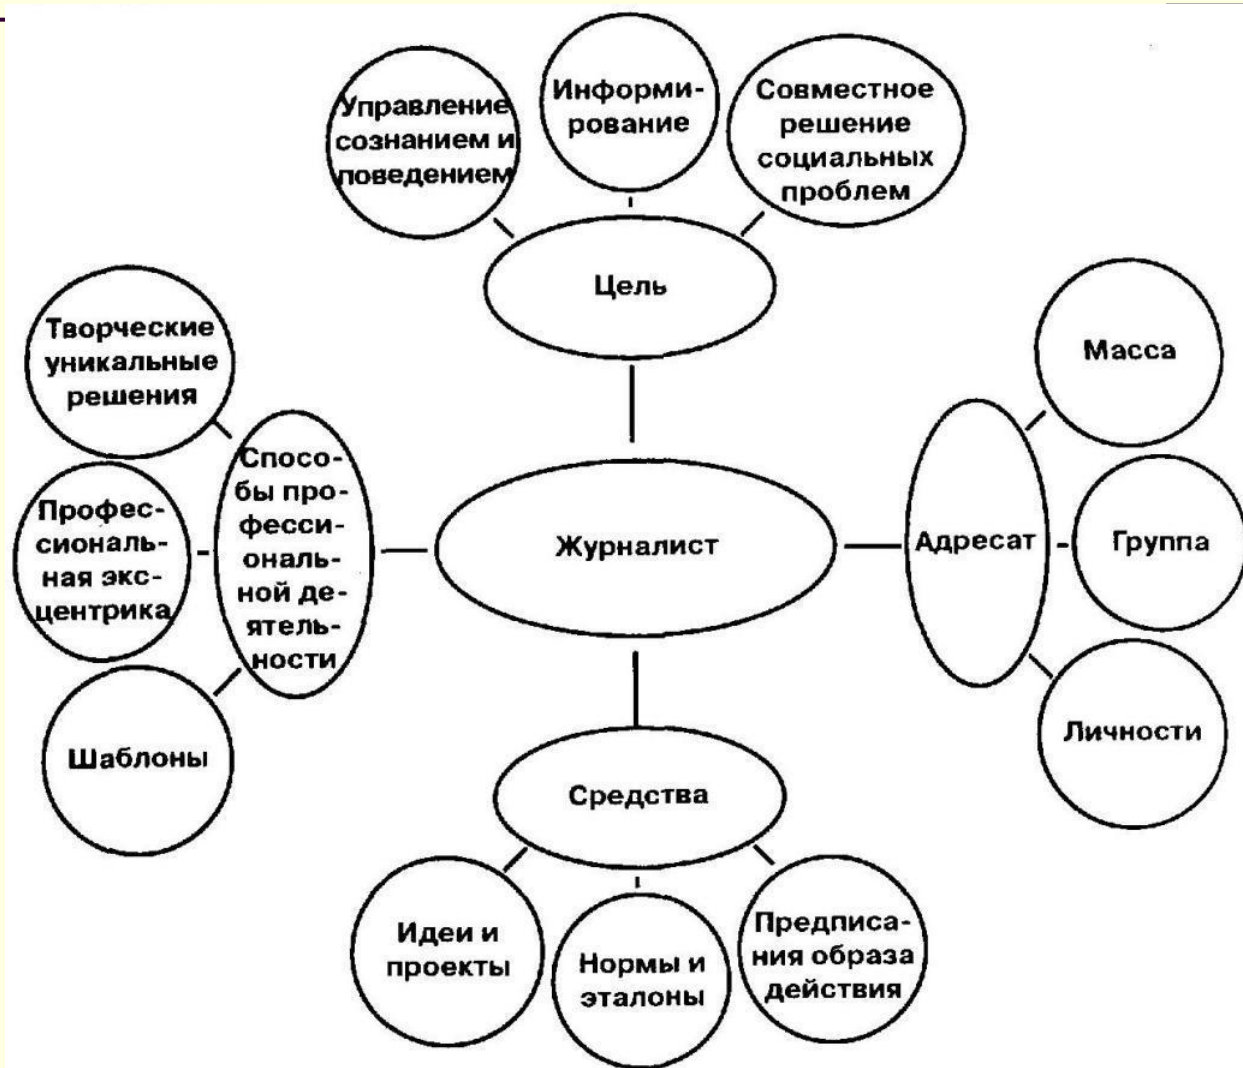 Управление
сознанием и
поведением
Информи-
рование
Совместное
решение
социальных
проблем
Цель
Творческие
уникальные
решения
Профес-
сиональ-
ная экс-
центрика
Шаблоны
Спосо-
бы про-
фесси-
ональ-
ной де-
ятель-
ности
Журналист
Адресат
Масса
Группа
Личности
Средства
Идеи и
проекты
Нормы и
эталоны
Предписа-
ния образа
действия